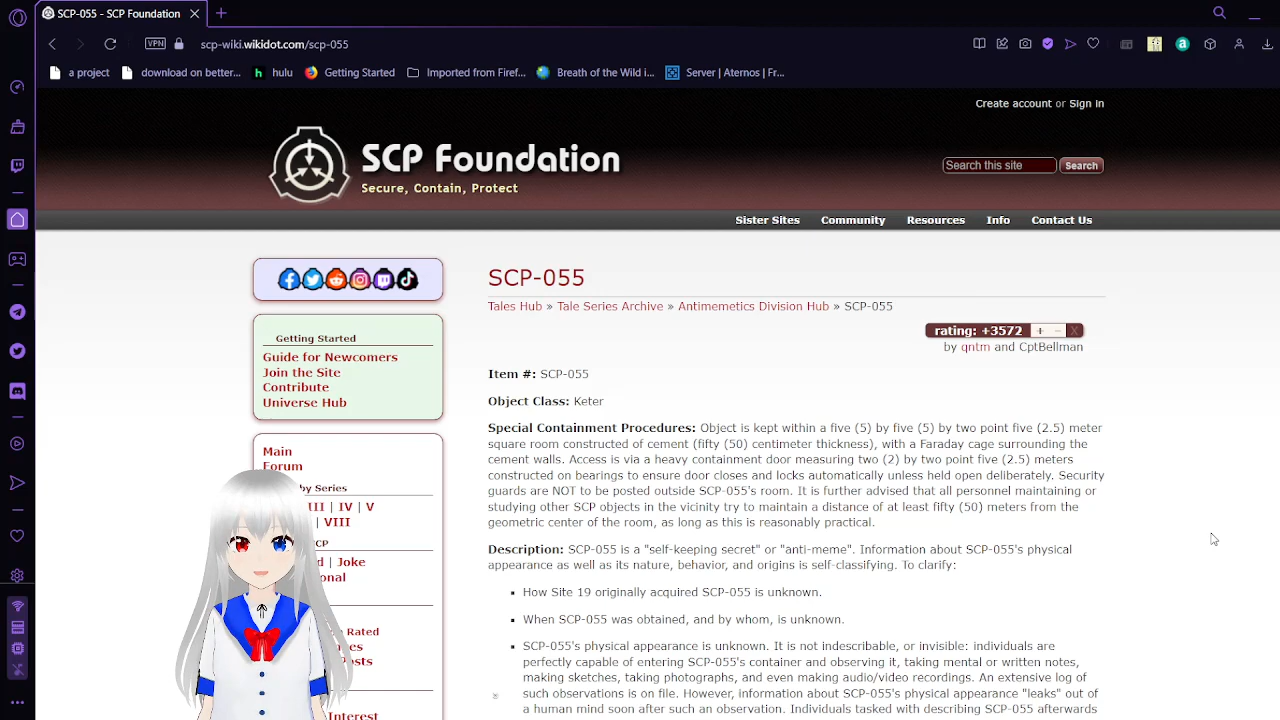 SCP-055 - SCP Foundation
VPN
scp-wiki.wikidot.com/scp-055
a project
download on better...
hulu
Getting Started
Imported from Firef...
Breath of the Wild i...
Server | Aternos | Fr...
Create account or Sign in
SCP Foundation
Secure, Contain, Protect
Search this site
Search
Sister Sites
Community
Resources
Info
Contact Us
Getting Started
Guide for Newcomers
Join the Site
Contribute
Universe Hub
Main
Forum
by Series
III | IV | V
| VIII
CP
d | Joke
onal
Rated
es
osts
Interest
SCP-055
Tales Hub » Tale Series Archive » Antimemetics Division Hub » SCP-055
rating: +3572 + – X
by qntm and CptBellman
Item #: SCP-055
Object Class: Keter
Special Containment Procedures: Object is kept within a five (5) by five (5) by two point five (2.5) meter
square room constructed of cement (fifty (50) centimeter thickness), with a Faraday cage surrounding the
cement walls. Access is via a heavy containment door measuring two (2) by two point five (2.5) meters
constructed on bearings to ensure door closes and locks automatically unless held open deliberately. Security
guards are NOT to be posted outside SCP-055's room. It is further advised that all personnel maintaining or
studying other SCP objects in the vicinity try to maintain a distance of at least fifty (50) meters from the
geometric center of the room, as long as this is reasonably practical.
Description: SCP-055 is a "self-keeping secret" or "anti-meme". Information about SCP-055's physical
appearance as well as its nature, behavior, and origins is self-classifying. To clarify:
How Site 19 originally acquired SCP-055 is unknown.
When SCP-055 was obtained, and by whom, is unknown.
SCP-055's physical appearance is unknown. It is not indescribable, or invisible: individuals are
perfectly capable of entering SCP-055's container and observing it, taking mental or written notes,
making sketches, taking photographs, and even making audio/video recordings. An extensive log of
such observations is on file. However, information about SCP-055's physical appearance "leaks" out of
a human mind soon after such an observation. Individuals tasked with describing SCP-055 afterwards